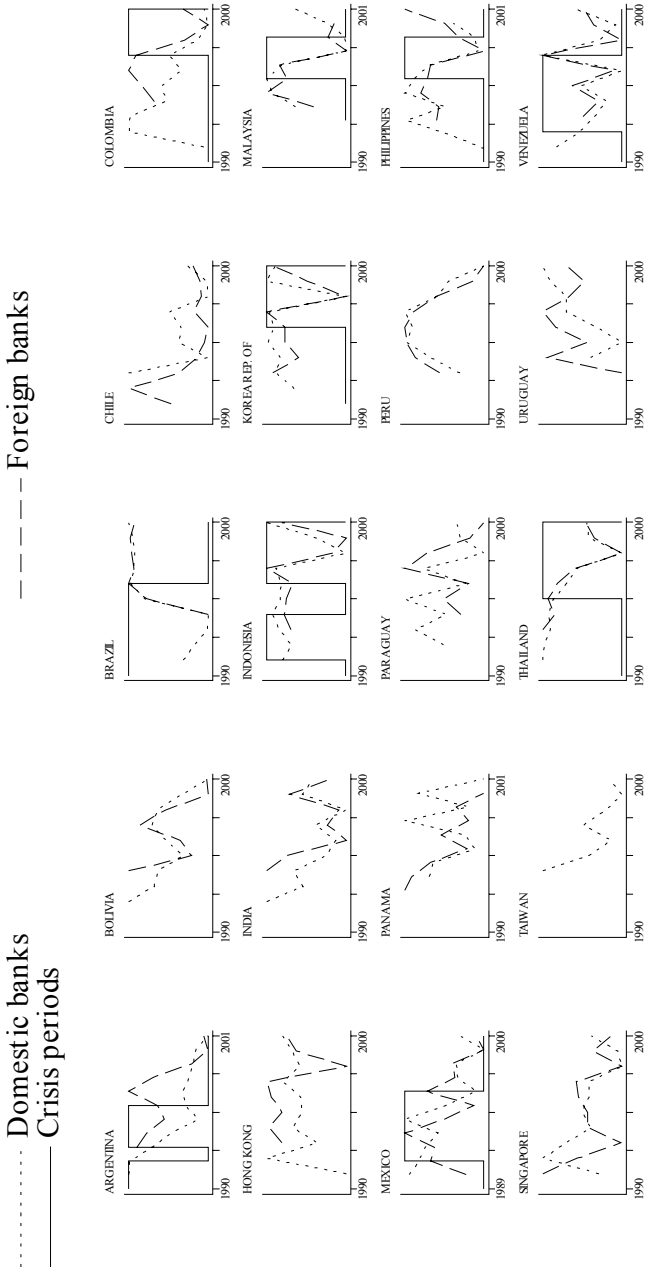 Domestic banks Foreign banks
Crisis periods
ARGENTINA BOLIVIA BRAZIL CHILE COLOMBIA
1990 2001 1990 2000 1990 2000 1990 2000 1990 2000
HONG KONG INDIA INDONESIA KOREA REP. OF MALAYSIA
1990 2000 1990 2000 1990 2000 1990 2000 1990 2001
MEXICO PANAMA PARAGUAY PERU PHILIPPINES
1989 2000 1990 2001 1990 2000 1990 2000 1990 2001
SINGAPORE TAIWAN THAILAND URUGUAY VENEZUELA
1990 2000 1990 2000 1990 2000 1990 2000 1990 2000